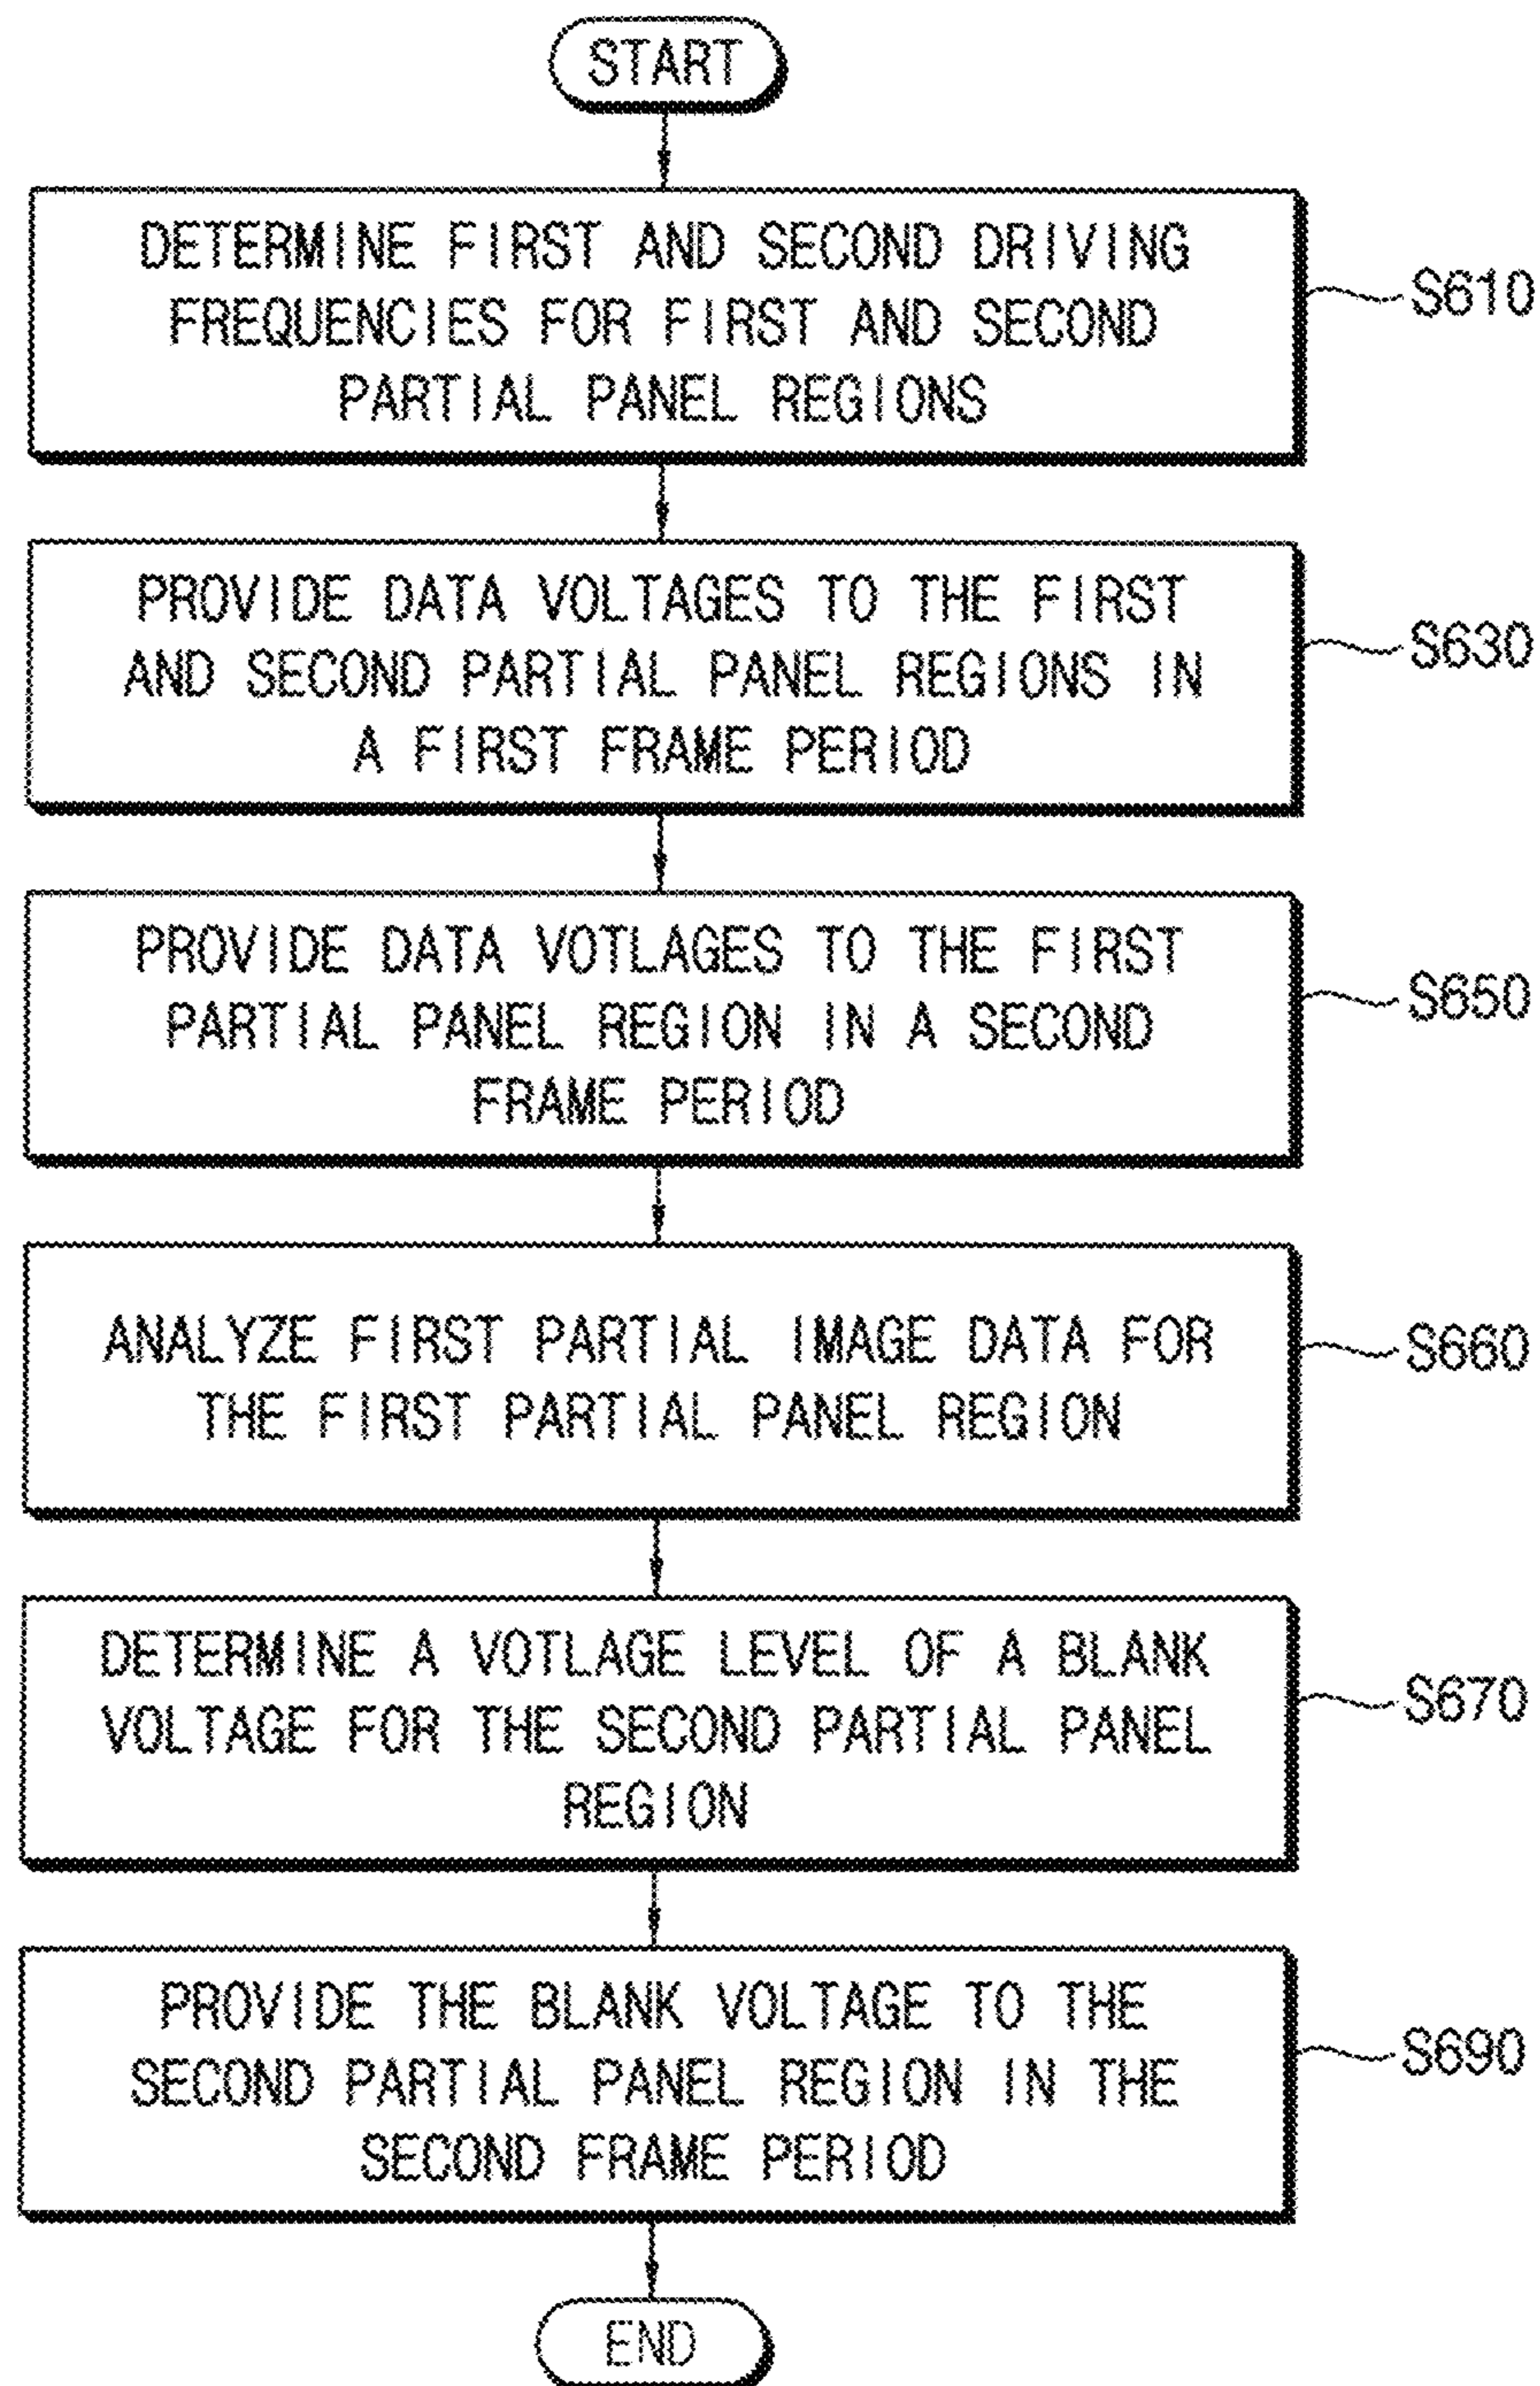 START
DETERMINE FIRST AND SECOND DRIVING
FREQUENCIES FOR FIRST AND SECOND
PARTIAL PANEL REGIONS
S610
PROVIDE DATA VOLTAGES TO THE FIRST
AND SECOND PARTIAL PANEL REGIONS IN
A FIRST FRAME PERIOD
S630
PROVIDE DATA VOTLAGES TO THE FIRST
PARTIAL PANEL REGION IN A SECOND
FRAME PERIOD
S650
ANALYZE FIRST PARTIAL IMAGE DATA FOR
THE FIRST PARTIAL PANEL REGION
S660
DETERMINE A VOTLAGE LEVEL OF A BLANK
VOLTAGE FOR THE SECOND PARTIAL PANEL
REGION
S670
PROVIDE THE BLANK VOLTAGE TO THE
SECOND PARTIAL PANEL REGION IN THE
SECOND FRAME PERIOD
S690
END